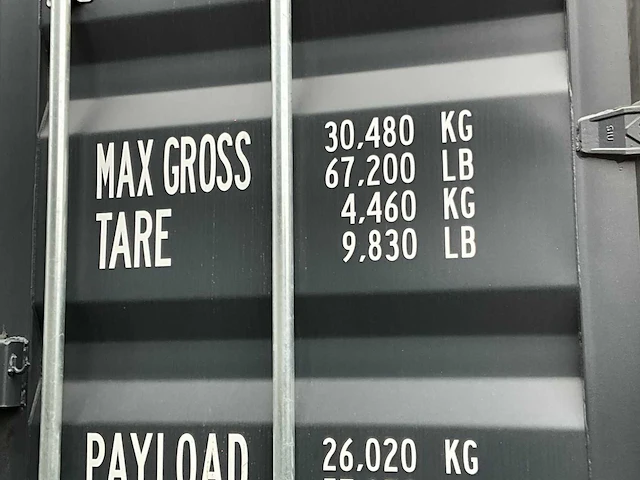 MAX GROSS 30,480 KG
67,200 LB
TARE 4,460 KG
9,830 LB
PAYLOAD 26,020 KG